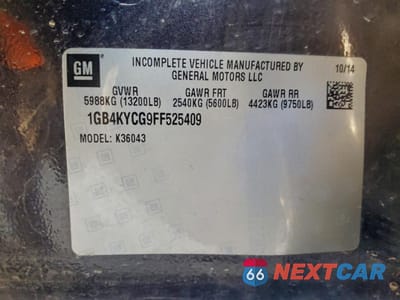 GM
INCOMPLETE VEHICLE MANUFACTURED BY
GENERAL MOTORS LLC
10/14
GVWR GAWR FRT GAWR RR
5988KG (13200LB) 2540KG (5600LB) 4423KG (9750LB)
1GB4KYCG9FF525409
MODEL: K36043
66 NEXTCAR